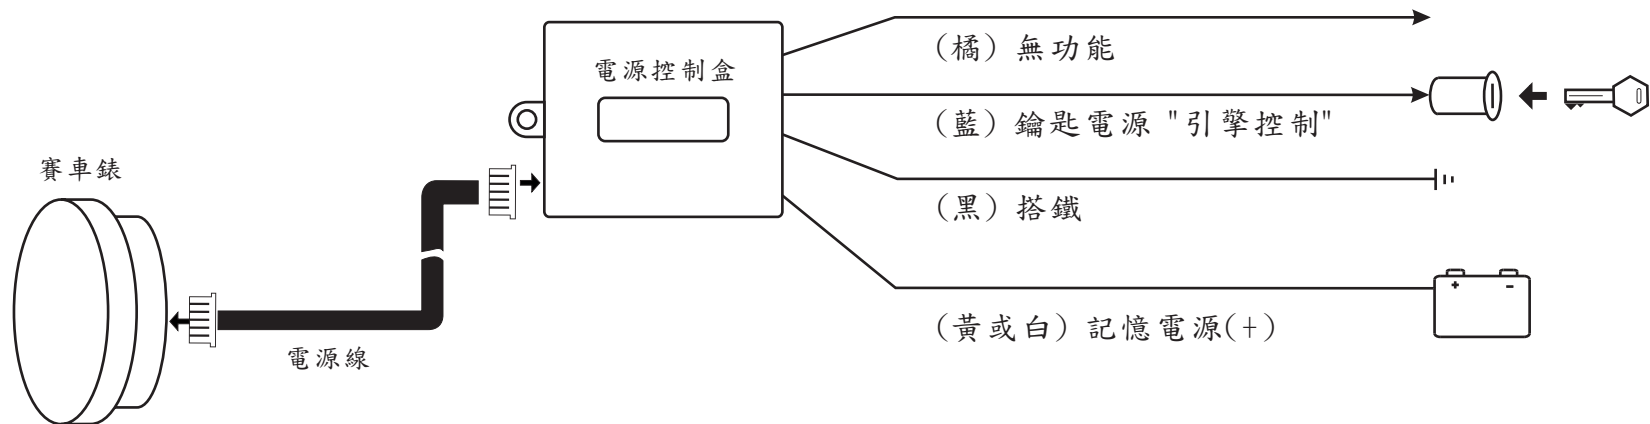 (橘) 無功能
電源控制盒
(藍) 鑰匙電源 "引擎控制"
賽車錶
(黑) 搭鐵
+ -
(黃或白) 記憶電源(+)
電源線